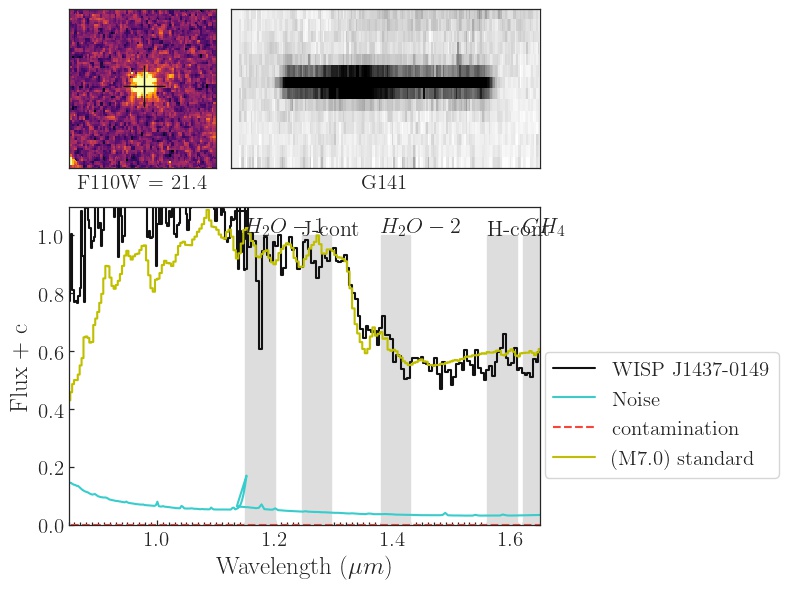 F110W = 21.4
G141
H₂O − 1
J-cont
H₂O − 2
H-cont
CH₄
1.0
0.8
0.6
0.4
0.2
0.0
Flux + c
WISP J1437-0149
Noise
contamination
(M7.0) standard
1.0 1.2 1.4 1.6
Wavelength (μm)